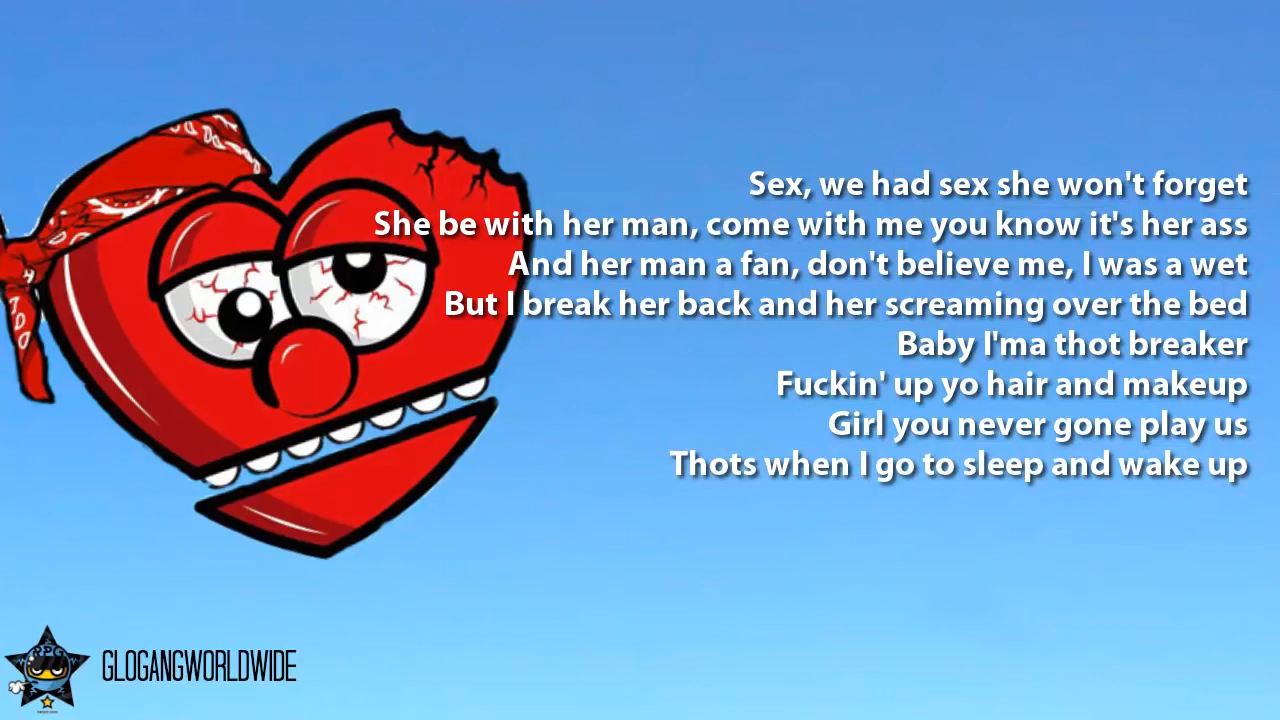 Sex, we had sex she won't forget
She be with her man, come with me you know it's her ass
And her man a fan, don't believe me, I was a wet
But I break her back and her screaming over the bed
Baby I'ma thot breaker
Fuckin' up yo hair and makeup
Girl you never gone play us
Thots when I go to sleep and wake up
RPG
GLOGANGWORLDWIDE